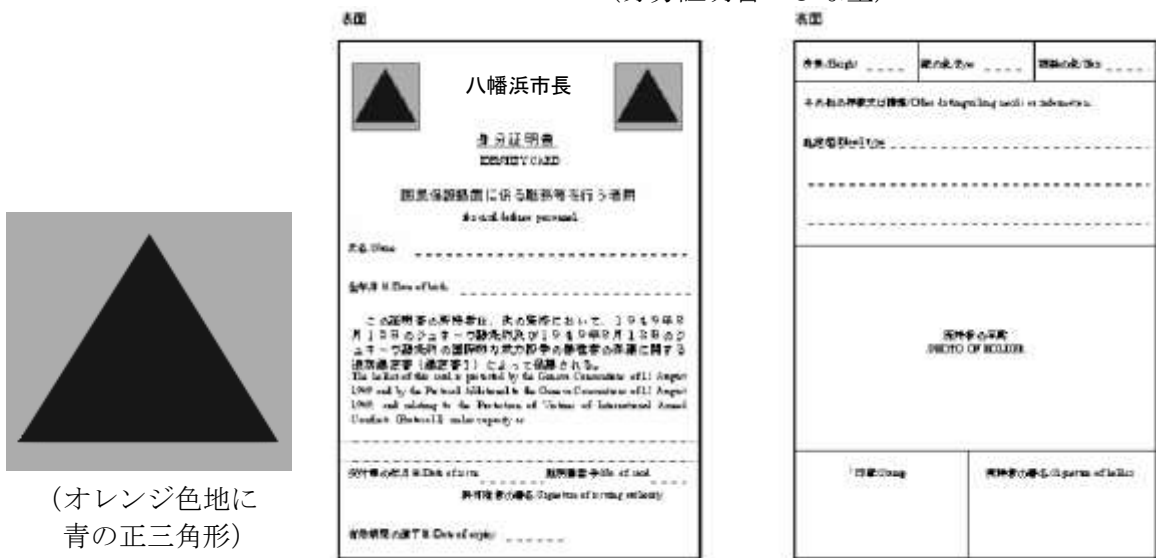 表面
八幡浜市長
身分証明書
IDENTITY CARD
国民保護措置に係る職務等を行う者用
for civil defence personnel
氏名/Name
生年月日/Date of birth
この証明書の所持者は、次の資格において、1949年8
月12日のジュネーヴ諸条約及び1949年8月12日のジ
ュネーヴ諸条約の国際的な武力紛争の犠牲者の保護に関する
追加議定書(議定書Ⅰ)によって保護される。
The holder of this card is protected by the Geneva Conventions of 12 August
1949 and by the Protocol Additional to the Geneva Conventions of 12 August
1949, and relating to the Protection of Victims of International Armed
Conflicts (Protocol I) in his capacity as
交付等の年月日/Date of issue 証明書番号/No. of card
許可権者の署名/Signature of issuing authority
有効期間の満了日/Date of expiry
表面
身長/Height 眼の色/Eyes 頭髪の色/Hair
その他の特徴又は情報/Other distinguishing marks or information:
血液型/Blood type
所持者の写真
/PHOTO OF HOLDER
印章/Stamp 所持者の署名/Signature of holder
(オレンジ色地に
青の正三角形)